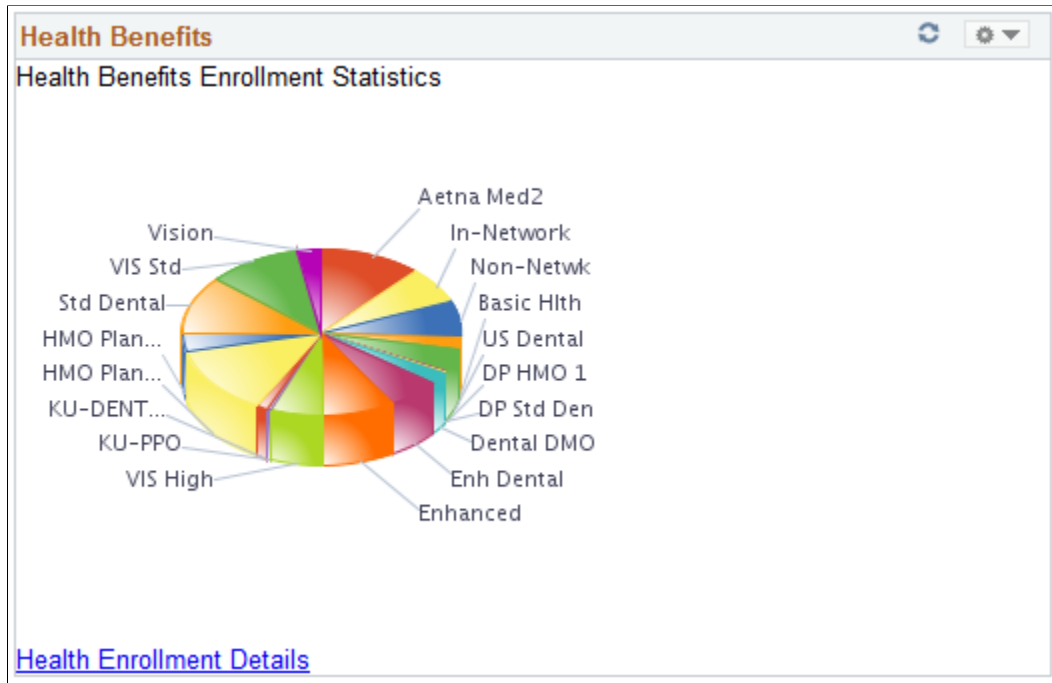 Health Benefits
Health Benefits Enrollment Statistics
Aetna Med2
Vision
In-Network
VIS Std
Non-Netwk
Std Dental
Basic Hlth
HMO Plan...
US Dental
HMO Plan...
DP HMO 1
KU-DENT...
DP Std Den
KU-PPO
Dental DMO
VIS High
Enh Dental
Enhanced
Health Enrollment Details